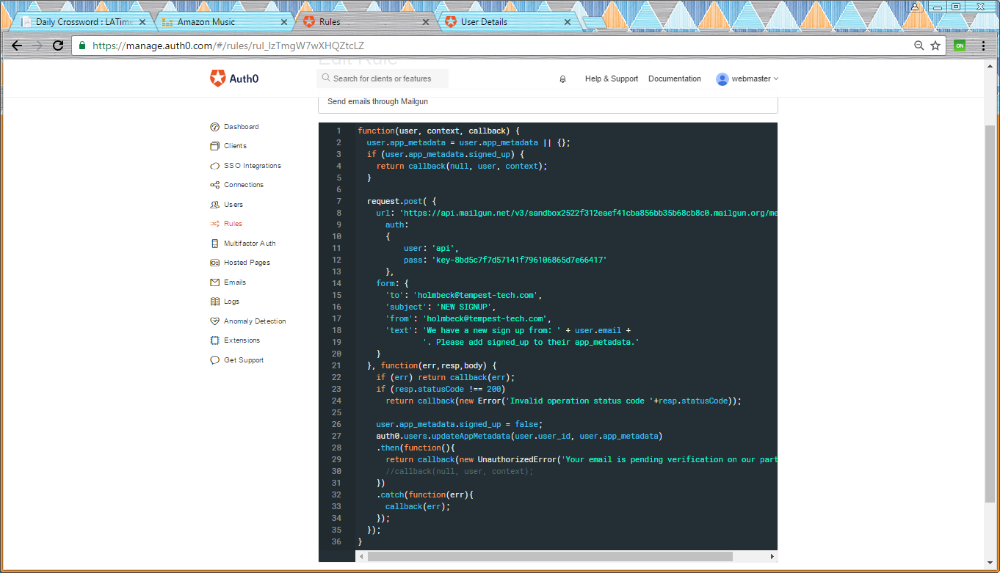 Daily Crossword : LATime
Amazon Music
Rules
User Details
https://manage.auth0.com/#/rules/rul_IzTmgW7wXHQZtcLZ
ON
Edit Rule
Auth0
Search for clients or features
Help & Support
Documentation
webmaster
Send emails through Mailgun
Dashboard
Clients
SSO Integrations
Connections
Users
Rules
Multifactor Auth
Hosted Pages
Emails
Logs
Anomaly Detection
Extensions
Get Support
1 function(user, context, callback) {
2 user.app_metadata = user.app_metadata || {};
3 if (user.app_metadata.signed_up) {
4 return callback(null, user, context);
5 }
6
7 request.post( {
8 url: 'https://api.mailgun.net/v3/sandbox2522f312eaef41cba856bb35b68cb8c0.mailgun.org/me
9 auth:
10 {
11 user: 'api',
12 pass: 'key-8bd5c7f7d57141f796106865d7e66417'
13 },
14 form: {
15 'to': 'holmbeck@tempest-tech.com',
16 'subject': 'NEW SIGNUP',
17 'from': 'holmbeck@tempest-tech.com',
18 'text': 'We have a new sign up from: ' + user.email +
19 '. Please add signed_up to their app_metadata.'
20 }
21 }, function(err,resp,body) {
22 if (err) return callback(err);
23 if (resp.statusCode !== 200)
24 return callback(new Error('Invalid operation status code '+resp.statusCode));
25
26 user.app_metadata.signed_up = false;
27 auth0.users.updateAppMetadata(user.user_id, user.app_metadata)
28 .then(function(){
29 return callback(new UnauthorizedError('Your email is pending verification on our part
30 //callback(null, user, context);
31 })
32 .catch(function(err){
33 callback(err);
34 });
35 });
36 }